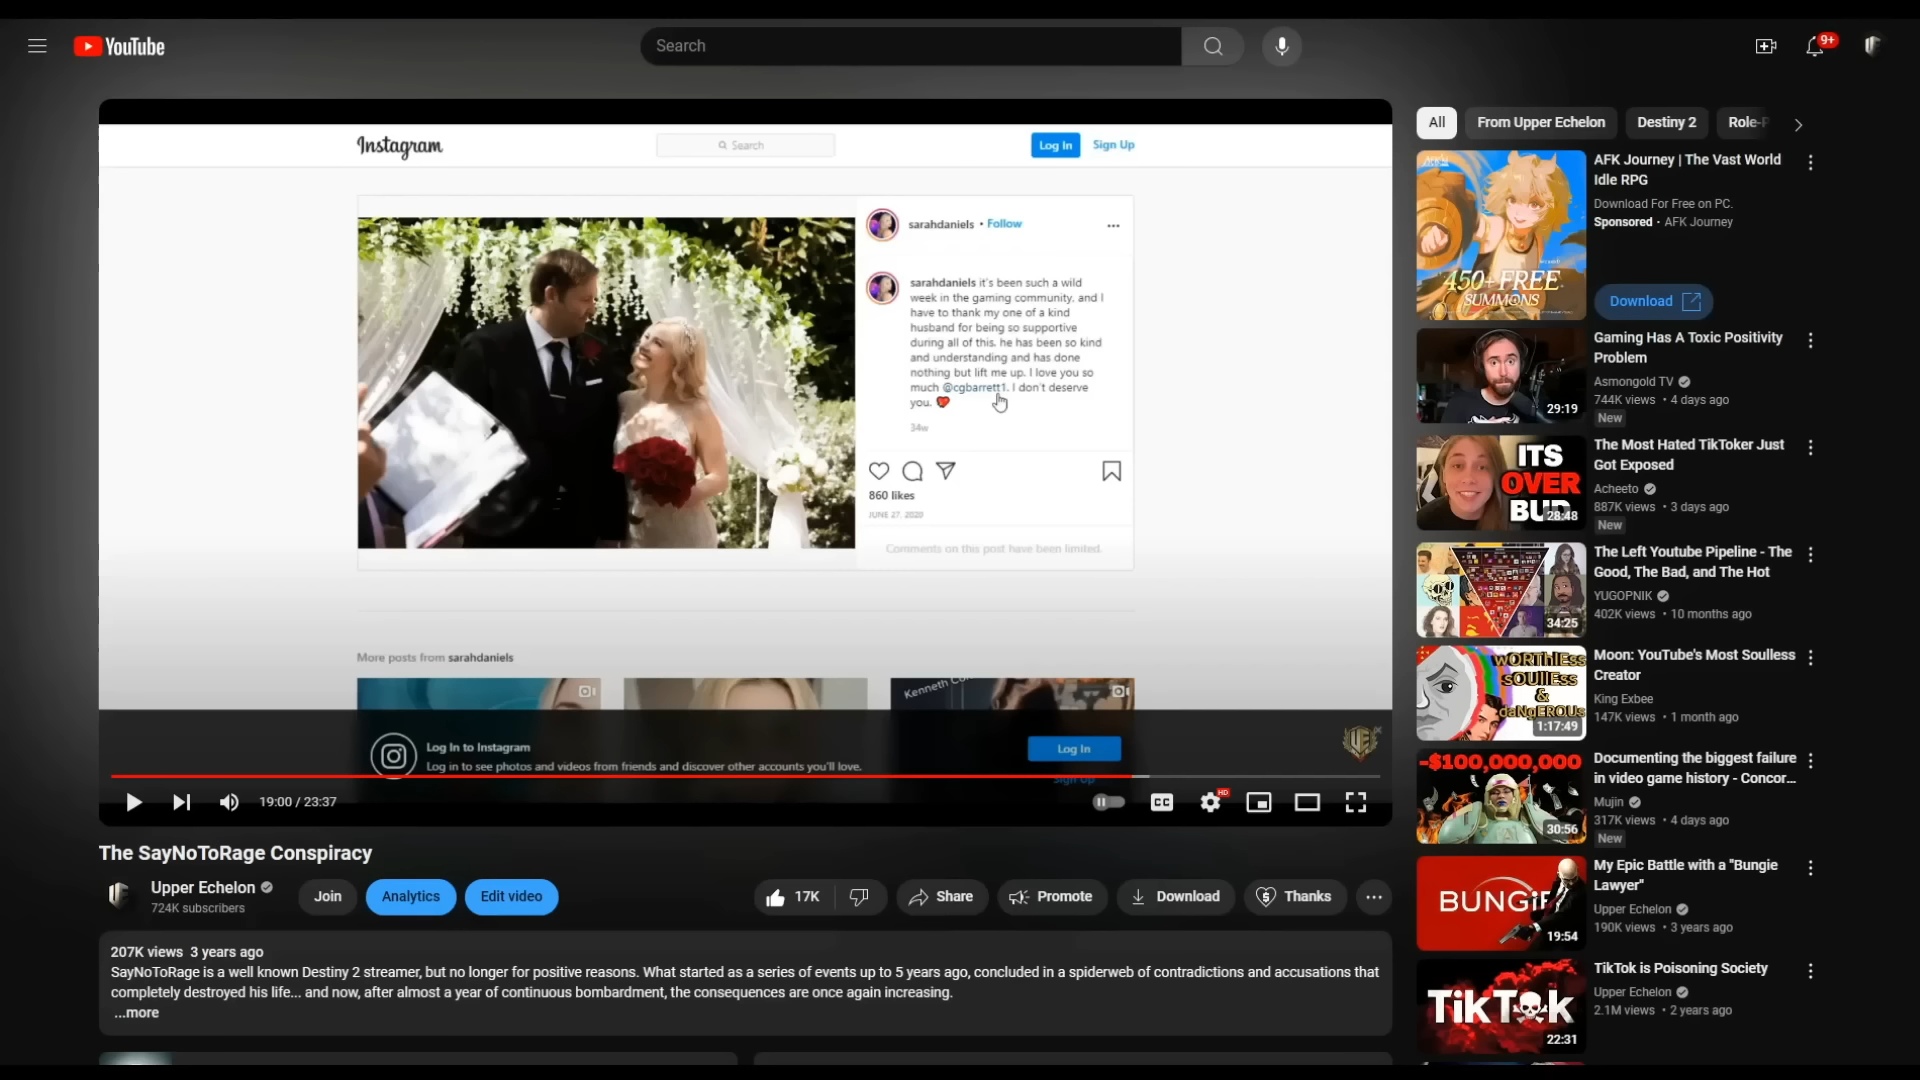 YouTube
Search
9+
Instagram
Search
Log In
Sign Up
sarahdaniels • Follow
sarahdaniels it's been such a wild
week in the gaming community. and I
have to thank my one of a kind
husband for being so supportive
during all of this. he has been so kind
and understanding and has done
nothing but lift me up. I love you so
much @cgbarrett1. I don't deserve
you.
34w
860 likes
JUNE 27, 2020
Comments on this post have been limited.
More posts from sarahdaniels
Log In to Instagram
Log in to see photos and videos from friends and discover other accounts you'll love.
Log In
Sign Up
19:00 / 23:37
CC
HD
The SayNoToRage Conspiracy
Upper Echelon
724K subscribers
Join
Analytics
Edit video
17K
Share
Promote
Download
Thanks
207K views 3 years ago
SayNoToRage is a well known Destiny 2 streamer, but no longer for positive reasons. What started as a series of events up to 5 years ago, concluded in a spiderweb of contradictions and accusations that
completely destroyed his life... and now, after almost a year of continuous bombardment, the consequences are once again increasing.
...more
All
From Upper Echelon
Destiny 2
Role-P
450+ FREE
SUMMONS
AFK Journey | The Vast World
Idle RPG
Download For Free on PC.
Sponsored • AFK Journey
Download
29:19
Gaming Has A Toxic Positivity
Problem
Asmongold TV
744K views • 4 days ago
New
ITS
OVER
BUD
28:48
The Most Hated TikToker Just
Got Exposed
Acheeto
887K views • 3 days ago
New
34:25
The Left Youtube Pipeline - The
Good, The Bad, and The Hot
YUGOPNIK
402K views • 10 months ago
wORThlEss
sOUllEss
&
daNgEROUs
1:17:49
Moon: YouTube's Most Soulless
Creator
King Exbee
147K views • 1 month ago
-$100,000,000
30:56
Documenting the biggest failure
in video game history - Concor...
Mujin
317K views • 4 days ago
New
BUNGiE
19:54
My Epic Battle with a "Bungie
Lawyer"
Upper Echelon
190K views • 3 years ago
TikTok
22:31
TikTok is Poisoning Society
Upper Echelon
2.1M views • 2 years ago